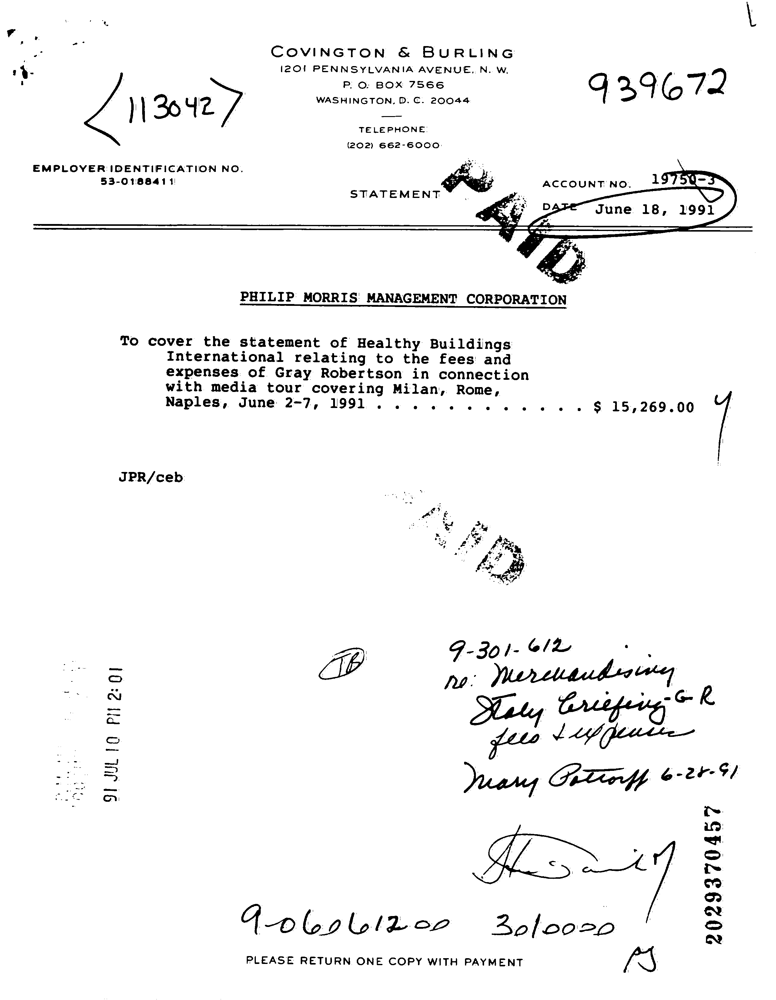 COVINGTON & BURLING
1201 PENNSYLVANIA AVENUE, N. W.
P. O. BOX 7566
WASHINGTON, D. C. 20044
TELEPHONE
(202) 662-6000
939672
<113042>
EMPLOYER IDENTIFICATION NO.
53-0188411
STATEMENT
PAID
ACCOUNT NO. 19750-3
DATE June 18, 1991
PHILIP MORRIS MANAGEMENT CORPORATION
To cover the statement of Healthy Buildings
International relating to the fees and
expenses of Gray Robertson in connection
with media tour covering Milan, Rome,
Naples, June 2-7, 1991 . . . . . . . . . . . . . $ 15,269.00
JPR/ceb
PAID
JB
9-301-612
re: Merchandising
Italy briefing-GR
fees & expenses
Mary Pottorff 6-28-91
91 JUL 10 PM 2:01
2029370457
9-06061200 3010000
PLEASE RETURN ONE COPY WITH PAYMENT